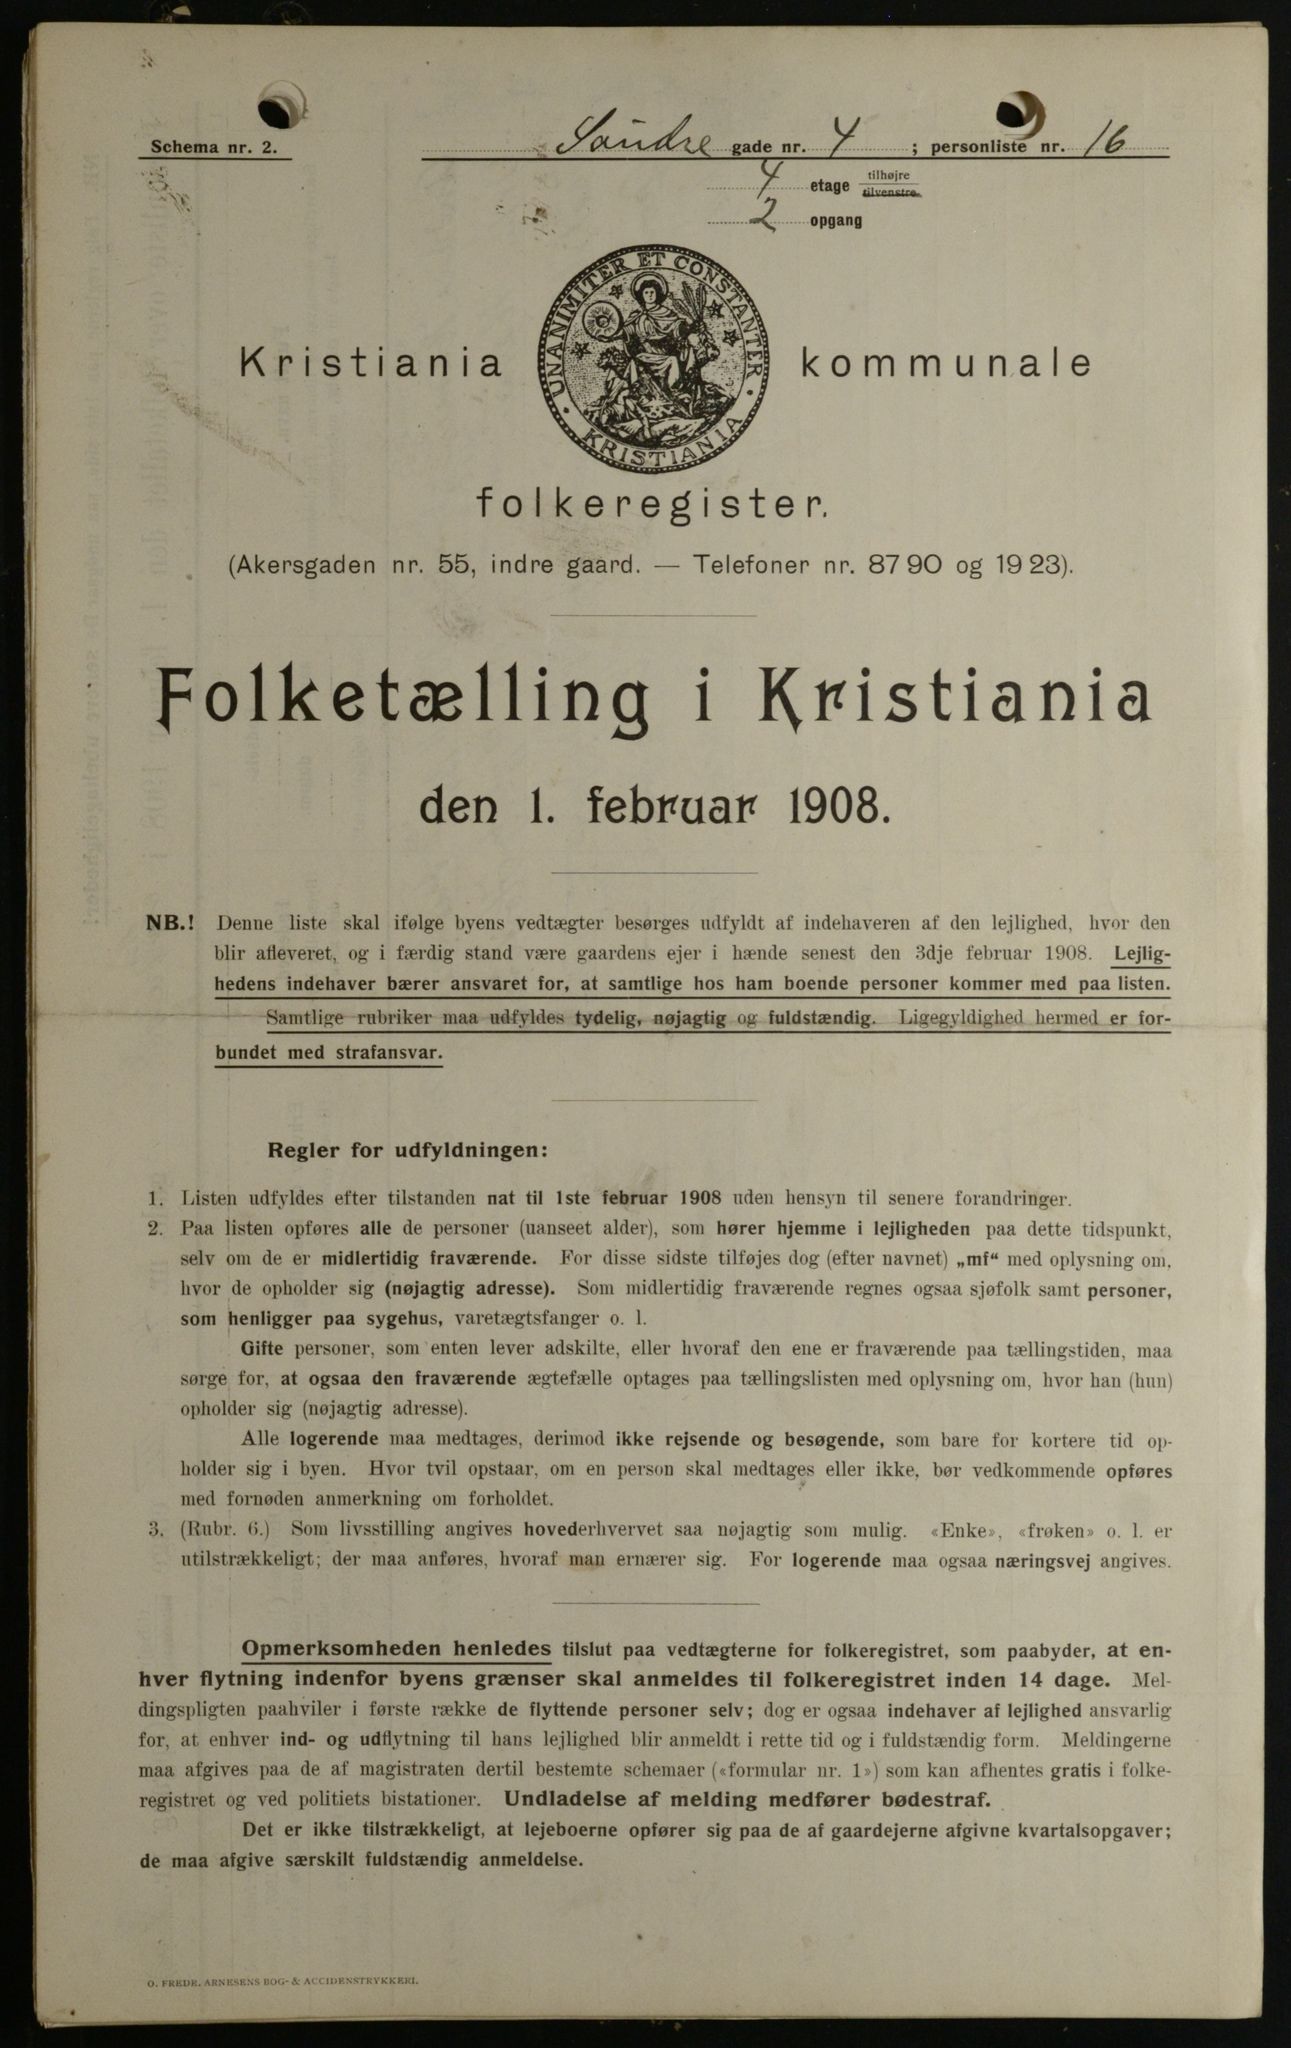 Schema nr. 2.
Söndre gade nr. 4 ; personliste nr. 16
4 etage tilhøjre tilvenstre.
2 opgang
UNANIMITER ET CONSTANTER
KRISTIANIA
Kristiania kommunale
folkeregister.
(Akersgaden nr. 55, indre gaard. — Telefoner nr. 87 90 og 19 23).
Folketælling i Kristiania
den 1. februar 1908.
NB.! Denne liste skal ifølge byens vedtægter besørges udfyldt af indehaveren af den lejlighed, hvor den
blir afleveret, og i færdig stand være gaardens ejer i hænde senest den 3dje februar 1908. Lejlig-
hedens indehaver bærer ansvaret for, at samtlige hos ham boende personer kommer med paa listen.
Samtlige rubriker maa udfyldes tydelig, nøjagtig og fuldstændig. Ligegyldighed hermed er for-
bundet med strafansvar.
Regler for udfyldningen:
1. Listen udfyldes efter tilstanden nat til 1ste februar 1908 uden hensyn til senere forandringer.
2. Paa listen opføres alle de personer (uanseet alder), som hører hjemme i lejligheden paa dette tidspunkt,
selv om de er midlertidig fraværende. For disse sidste tilføjes dog (efter navnet) „mf“ med oplysning om,
hvor de opholder sig (nøjagtig adresse). Som midlertidig fraværende regnes ogsaa sjøfolk samt personer,
som henligger paa sygehus, varetægtsfanger o. l.
Gifte personer, som enten lever adskilte, eller hvoraf den ene er fraværende paa tællingstiden, maa
sørge for, at ogsaa den fraværende ægtefælle optages paa tællingslisten med oplysning om, hvor han (hun)
opholder sig (nøjagtig adresse).
Alle logerende maa medtages, derimod ikke rejsende og besøgende, som bare for kortere tid op-
holder sig i byen. Hvor tvil opstaar, om en person skal medtages eller ikke, bør vedkommende opføres
med fornøden anmerkning om forholdet.
3. (Rubr. 6.) Som livsstilling angives hovederhvervet saa nøjagtig som mulig. «Enke», «frøken» o. l. er
utilstrækkeligt; der maa anføres, hvoraf man ernærer sig. For logerende maa ogsaa næringsvej angives.
Opmerksomheden henledes tilslut paa vedtægterne for folkeregistret, som paabyder, at en-
hver flytning indenfor byens grænser skal anmeldes til folkeregistret inden 14 dage. Mel-
dingspligten paahviler i første række de flyttende personer selv; dog er ogsaa indehaver af lejlighed ansvarlig
for, at enhver ind- og udflytning til hans lejlighed blir anmeldt i rette tid og i fuldstændig form. Meldingerne
maa afgives paa de af magistraten dertil bestemte schemaer («formular nr. 1») som kan afhentes gratis i folke-
registret og ved politiets bistationer. Undladelse af melding medfører bødestraf.
Det er ikke tilstrækkeligt, at lejeboerne opfører sig paa de af gaardejerne afgivne kvartalsopgaver;
de maa afgive særskilt fuldstændig anmeldelse.
O. FREDR. ARNESENS BOG- & ACCIDENSTRYKKERI.